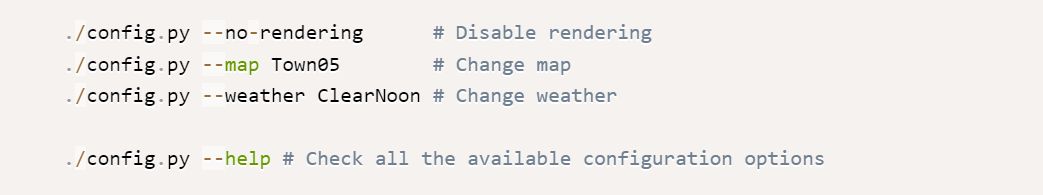 ./config.py --no-rendering      # Disable rendering
./config.py --map Town05        # Change map
./config.py --weather ClearNoon # Change weather
./config.py --help # Check all the available configuration options